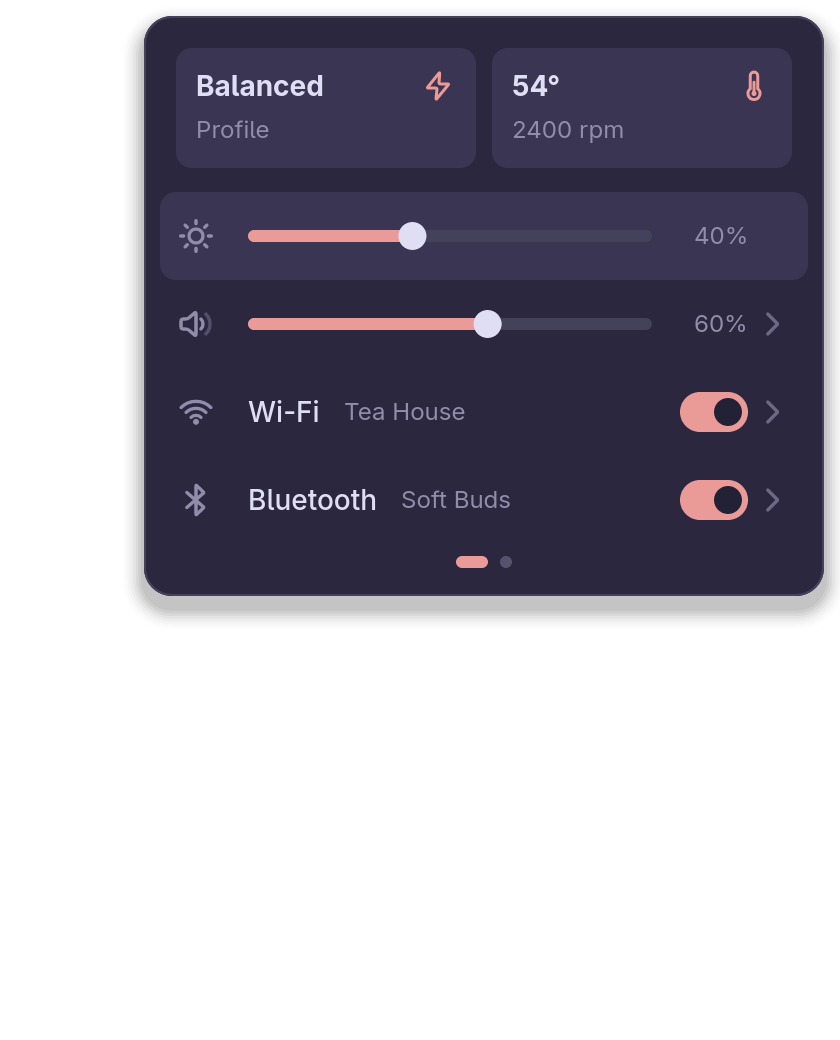 Balanced
Profile
54°
2400 rpm
40%
60%
Wi-Fi Tea House
Bluetooth Soft Buds